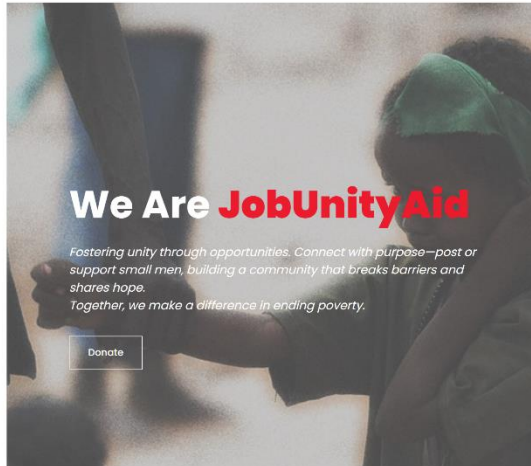 We Are JobUnityAid
Fostering unity through opportunities. Connect with purpose—post or
support small men, building a community that breaks barriers and
shares hope.
Together, we make a difference in ending poverty.
Donate